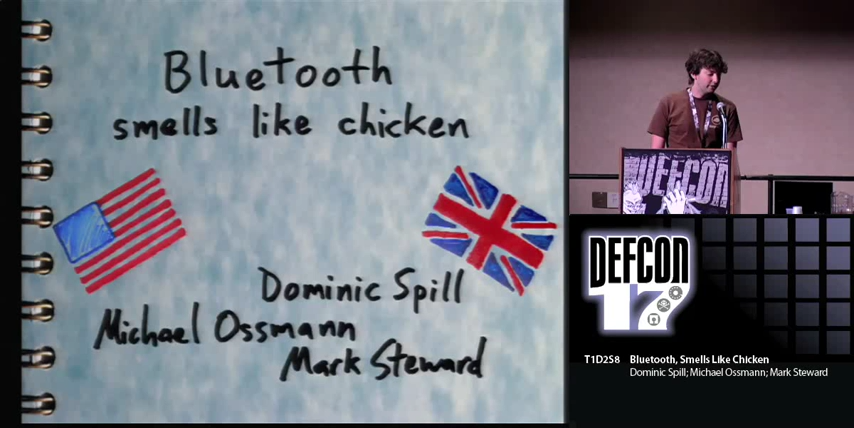 Bluetooth
smells like chicken
Dominic Spill
Michael Ossmann
Mark Steward
DEFCON
DEFCON
17
T1D2S8 Bluetooth, Smells Like Chicken
Dominic Spill; Michael Ossmann; Mark Steward